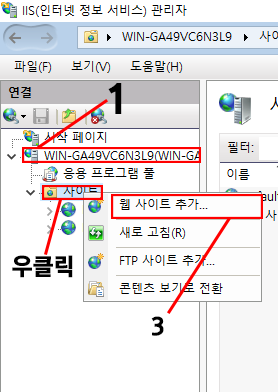 IIS(인터넷 정보 서비스) 관리자
WIN-GA49VC6N3L9
사이
파일(F) 보기(V) 도움말(H)
연결
1
시작 페이지
WIN-GA49VC6N3L9(WIN-GA
응용 프로그램 풀
사이트
우클릭
웹 사이트 추가...
새로 고침(R)
FTP 사이트 추가...
콘텐츠 보기로 전환
3
필터:
이름
fault